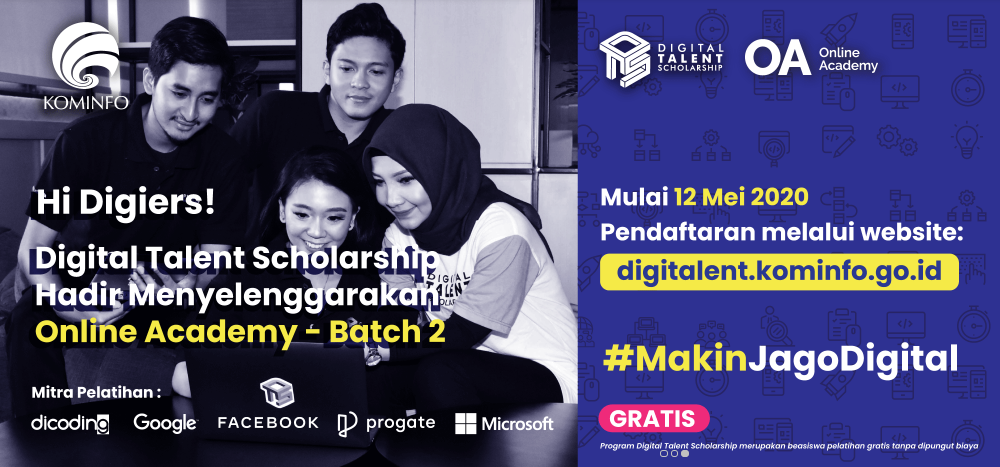 KOMINFO
Hi Digiers!
Digital Talent Scholarship
Hadir Menyelenggarakan
Online Academy - Batch 2
Mitra Pelatihan :
dicoding Google FACEBOOK progate Microsoft
DIGITAL
TALENT
SCHOLARSHIP
OA Online
Academy
Mulai 12 Mei 2020
Pendaftaran melalui website:
digitalent.kominfo.go.id
#MakinJagoDigital
GRATIS
Program Digital Talent Scholarship merupakan beasiswa pelatihan gratis tanpa dipungut biaya